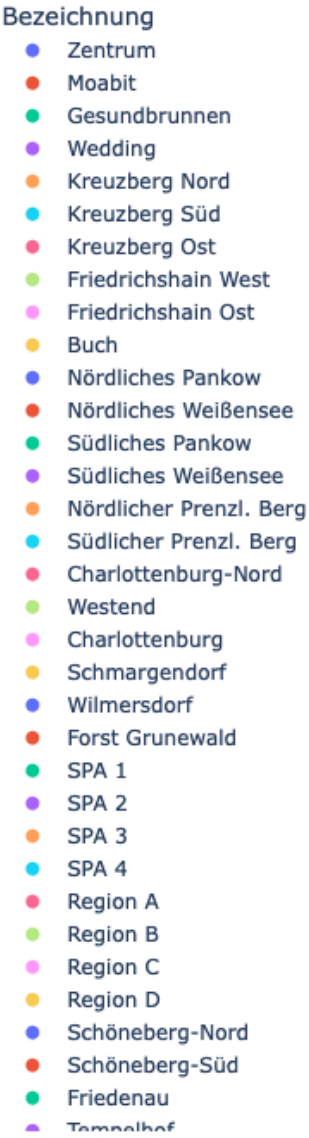 Bezeichnung
Zentrum
Moabit
Gesundbrunnen
Wedding
Kreuzberg Nord
Kreuzberg Süd
Kreuzberg Ost
Friedrichshain West
Friedrichshain Ost
Buch
Nördliches Pankow
Nördliches Weißensee
Südliches Pankow
Südliches Weißensee
Nördlicher Prenzl. Berg
Südlicher Prenzl. Berg
Charlottenburg-Nord
Westend
Charlottenburg
Schmargendorf
Wilmersdorf
Forst Grunewald
SPA 1
SPA 2
SPA 3
SPA 4
Region A
Region B
Region C
Region D
Schöneberg-Nord
Schöneberg-Süd
Friedenau
Tempelhof